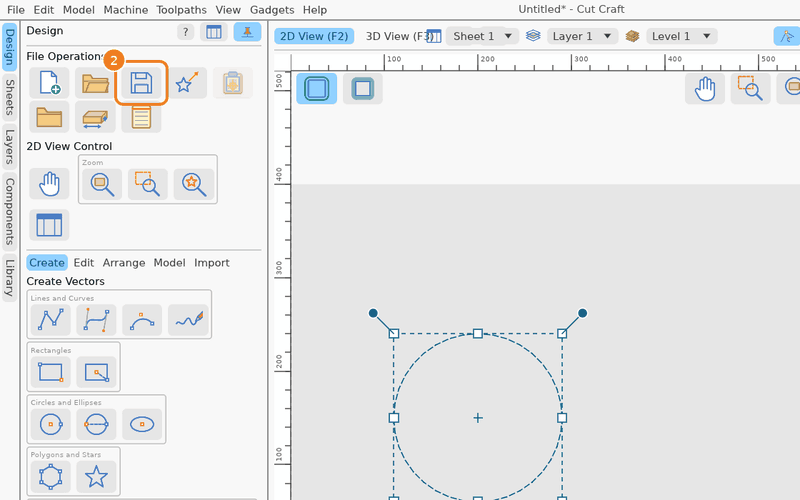 File Edit Model Machine Toolpaths View Gadgets Help Untitled* - Cut Craft
Design ?
2D View (F2) 3D View (F3) Sheet 1 Layer 1 Level 1
Design
Sheets
Layers
Components
Library
File Operations
2
2D View Control
Zoom
Create Edit Arrange Model Import
Create Vectors
Lines and Curves
Rectangles
Circles and Ellipses
Polygons and Stars
100 200 300 400 500
500
400
300
200
100